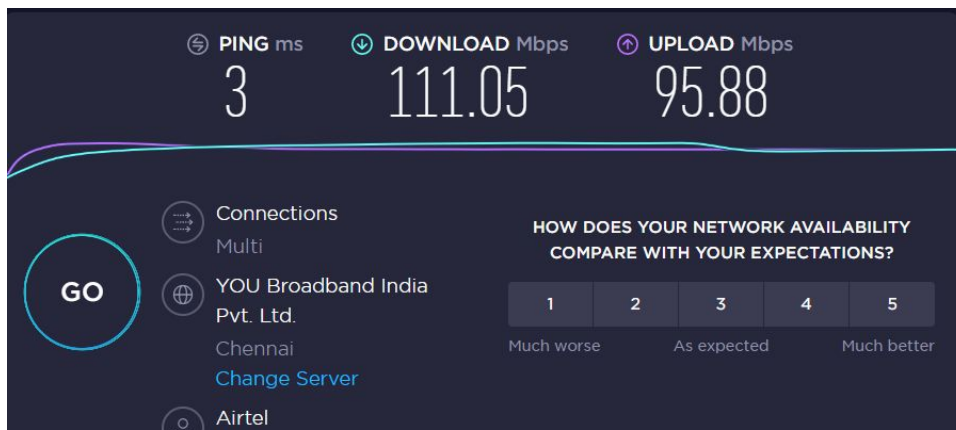 PING ms
DOWNLOAD Mbps
UPLOAD Mbps
3
111.05
95.88
GO
Connections
Multi
YOU Broadband India
Pvt. Ltd.
Chennai
Change Server
Airtel
HOW DOES YOUR NETWORK AVAILABILITY
COMPARE WITH YOUR EXPECTATIONS?
1 2 3 4 5
Much worse As expected Much better